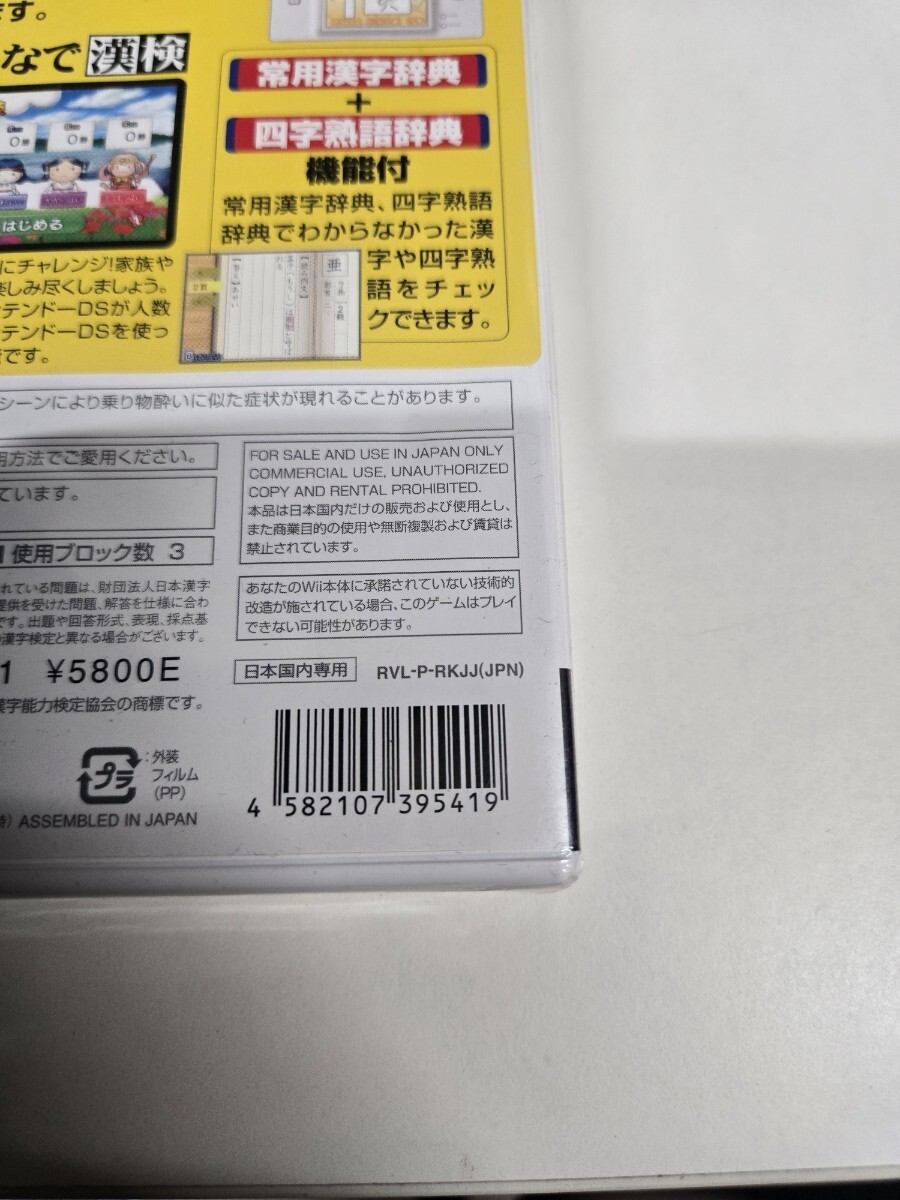 ます。
なで漢検
常用漢字辞典
+
四字熟語辞典
機能付
常用漢字辞典、四字熟語
辞典でわからなかった漢
字や四字熟
語をチェッ
クできます。
はじめる
にチャレンジ!家族や
楽しみ尽くしましょう。
テンドーDSが人数
テンドーDSを使っ
です。
シーンにより乗り物酔いに似た症状が現れることがあります。
用方法でご愛用ください。
ています。
使用ブロック数 3
FOR SALE AND USE IN JAPAN ONLY
COMMERCIAL USE, UNAUTHORIZED
COPY AND RENTAL PROHIBITED.
本品は日本国内だけの販売および使用とし、
また商業目的の使用や無断複製および賃貸は
禁止されています。
れている問題は、財団法人日本漢字
提供を受けた問題、解答を仕様に合わ
です。出題や回答形式、表現、採点基
漢字検定と異なる場合がございます。
あなたのWii本体に承諾されていない技術的
改造が施されている場合、このゲームはプレイ
できない可能性があります。
1 ¥5800E
日本国内専用 RVL-P-RKJJ(JPN)
漢字能力検定協会の商標です。
プラ
:外装
フィルム
(PP)
ASSEMBLED IN JAPAN
4 582107 395419